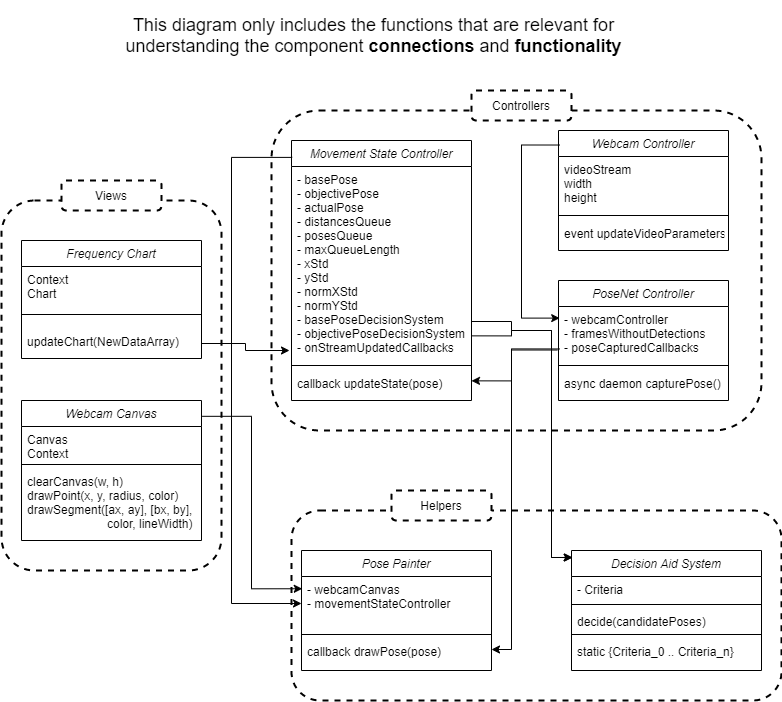 This diagram only includes the functions that are relevant for
understanding the component connections and functionality
Controllers
Movement State Controller
- basePose
- objectivePose
- actualPose
- distancesQueue
- posesQueue
- maxQueueLength
- xStd
- yStd
- normXStd
- normYStd
- basePoseDecisionSystem
- objectivePoseDecisionSystem
- onStreamUpdatedCallbacks
callback updateState(pose)
Webcam Controller
videoStream
width
height
event updateVideoParameters
PoseNet Controller
- webcamController
- framesWithoutDetections
- poseCapturedCallbacks
async daemon capturePose()
Views
Frequency Chart
Context
Chart
updateChart(NewDataArray)
Webcam Canvas
Canvas
Context
clearCanvas(w, h)
drawPoint(x, y, radius, color)
drawSegment([ax, ay], [bx, by],
color, lineWidth)
Helpers
Pose Painter
- webcamCanvas
- movementStateController
callback drawPose(pose)
Decision Aid System
- Criteria
decide(candidatePoses)
static {Criteria_0 .. Criteria_n}